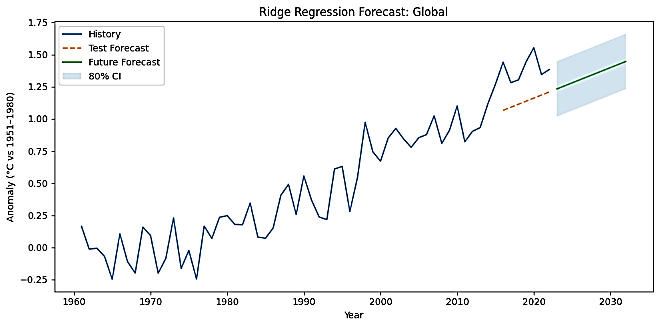 Ridge Regression Forecast: Global
History
Test Forecast
Future Forecast
80% CI
Anomaly (°C vs 1951–1980)
1.75
1.50
1.25
1.00
0.75
0.50
0.25
0.00
−0.25
1960 1970 1980 1990 2000 2010 2020 2030
Year